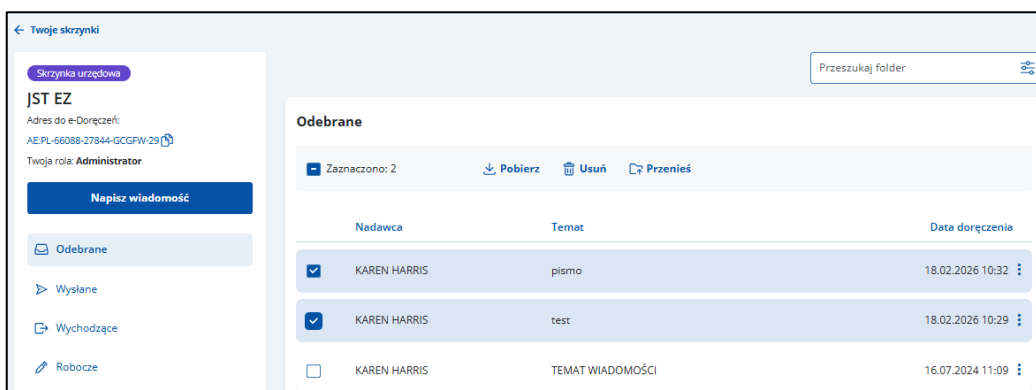 ← Twoje skrzynki
Skrzynka urzędowa
JST EZ
Adres do e-Doręczeń:
AE:PL-66088-27844-GCGFW-29
Twoja rola: Administrator
Napisz wiadomość
Odebrane
Wysłane
Wychodzące
Robocze
Przeszukaj folder
Odebrane
Zaznaczono: 2 Pobierz Usuń Przenieś
Nadawca Temat Data doręczenia
KAREN HARRIS pismo 18.02.2026 10:32
KAREN HARRIS test 18.02.2026 10:29
KAREN HARRIS TEMAT WIADOMOŚCI 16.07.2024 11:09